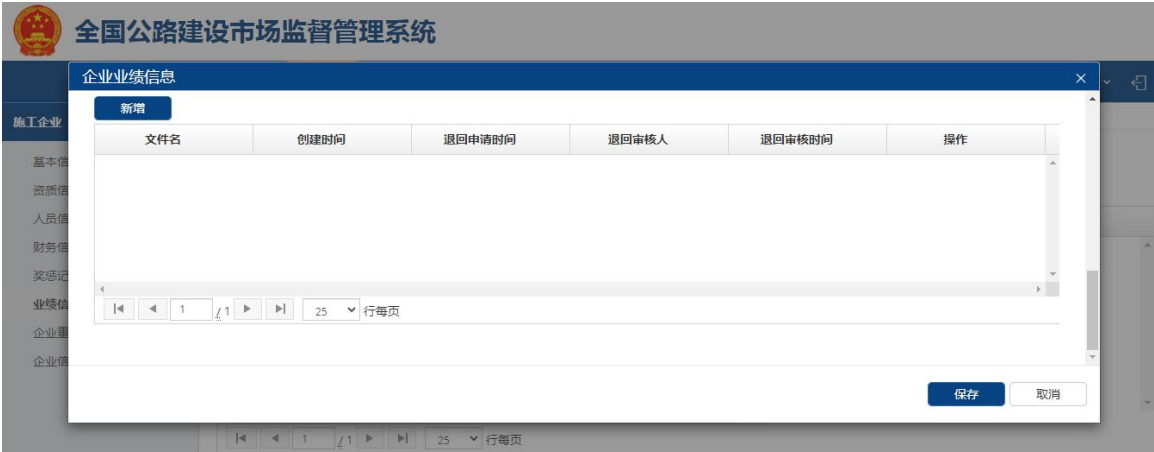 全国公路建设市场监督管理系统
企业业绩信息
新增
施工企业
文件名 创建时间 退回申请时间 退回审核人 退回审核时间 操作
基本信
资质信
人员信
财务信
奖惩记
业绩信
企业重
企业信
1 / 1 25 行每页
保存 取消
1 / 1 25 行每页